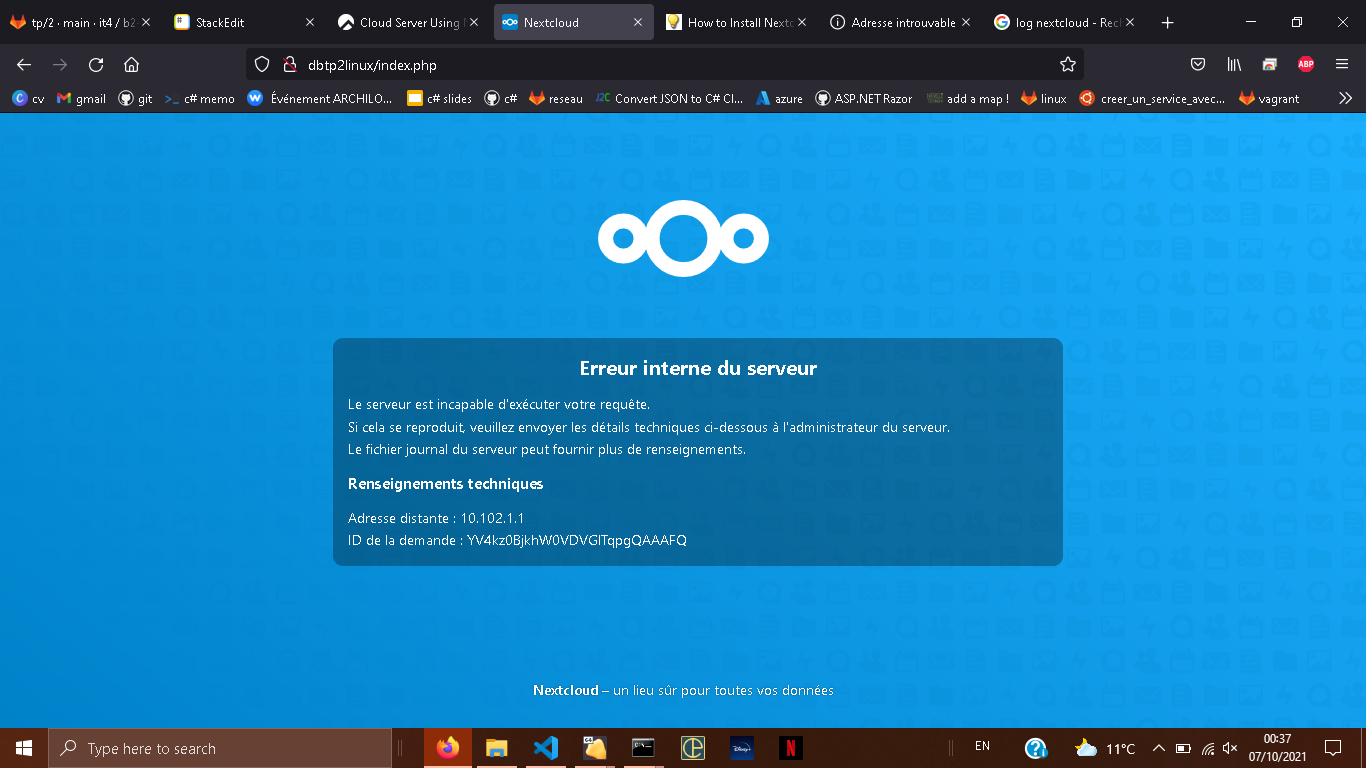 tp/2 · main · it4 / b2-
StackEdit
Cloud Server Using
Nextcloud
How to Install Nextc
Adresse introuvable
log nextcloud - Rech
dbtp2linux/index.php
ABP
cv
gmail
git
c# memo
Événement ARCHILO...
c# slides
c#
reseau
Convert JSON to C# Cl...
azure
ASP.NET Razor
add a map !
linux
creer_un_service_avec...
vagrant
Erreur interne du serveur
Le serveur est incapable d'exécuter votre requête.
Si cela se reproduit, veuillez envoyer les détails techniques ci-dessous à l'administrateur du serveur.
Le fichier journal du serveur peut fournir plus de renseignements.
Renseignements techniques
Adresse distante : 10.102.1.1
ID de la demande : YV4kz0BjkhW0VDVGITqpgQAAAFQ
Nextcloud – un lieu sûr pour toutes vos données
Type here to search
EN
11°C
00:37
07/10/2021